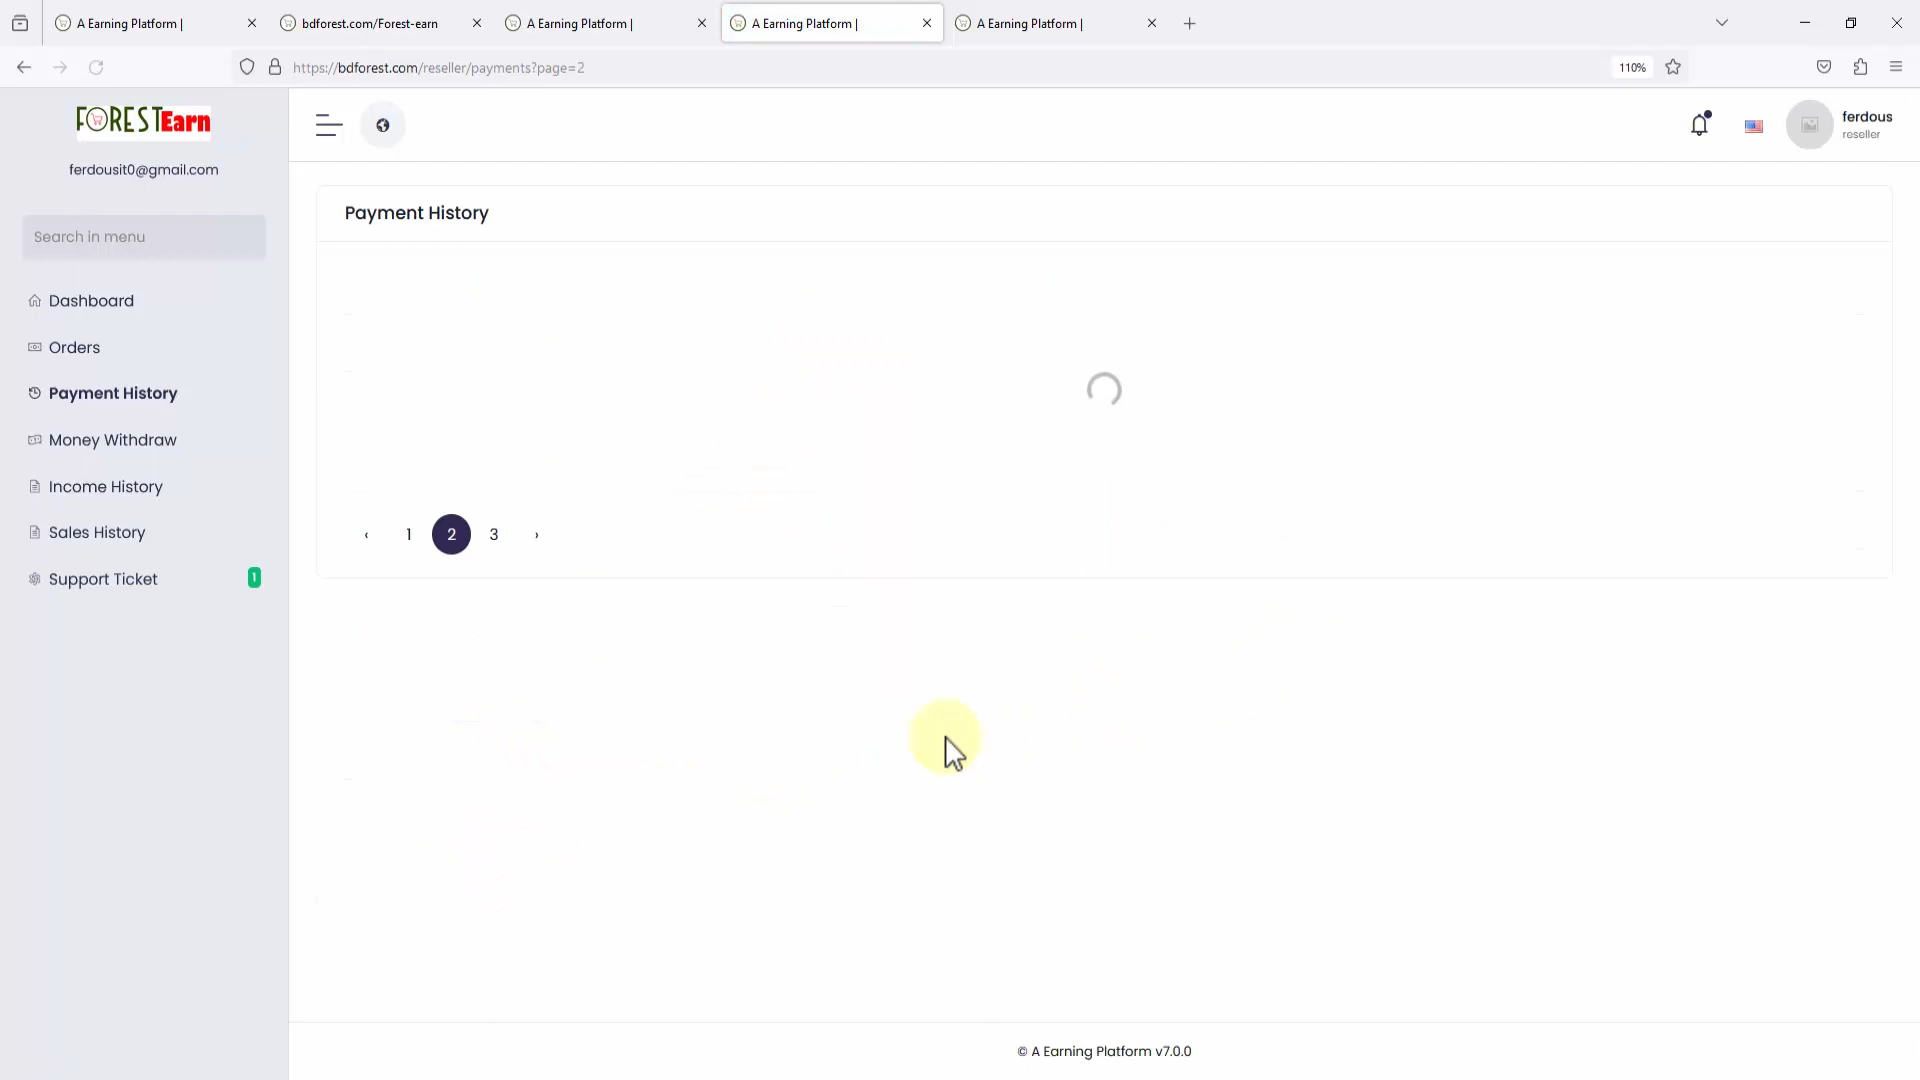 A Earning Platform |
bdforest.com/Forest-earn
A Earning Platform |
A Earning Platform |
A Earning Platform |
https://bdforest.com/reseller/payments?page=2
110%
FORESTEarn
ferdousit0@gmail.com
Search in menu
Dashboard
Orders
Payment History
Money Withdraw
Income History
Sales History
Support Ticket 1
ferdous
reseller
Payment History
‹ 1 2 3 ›
© A Earning Platform v7.0.0